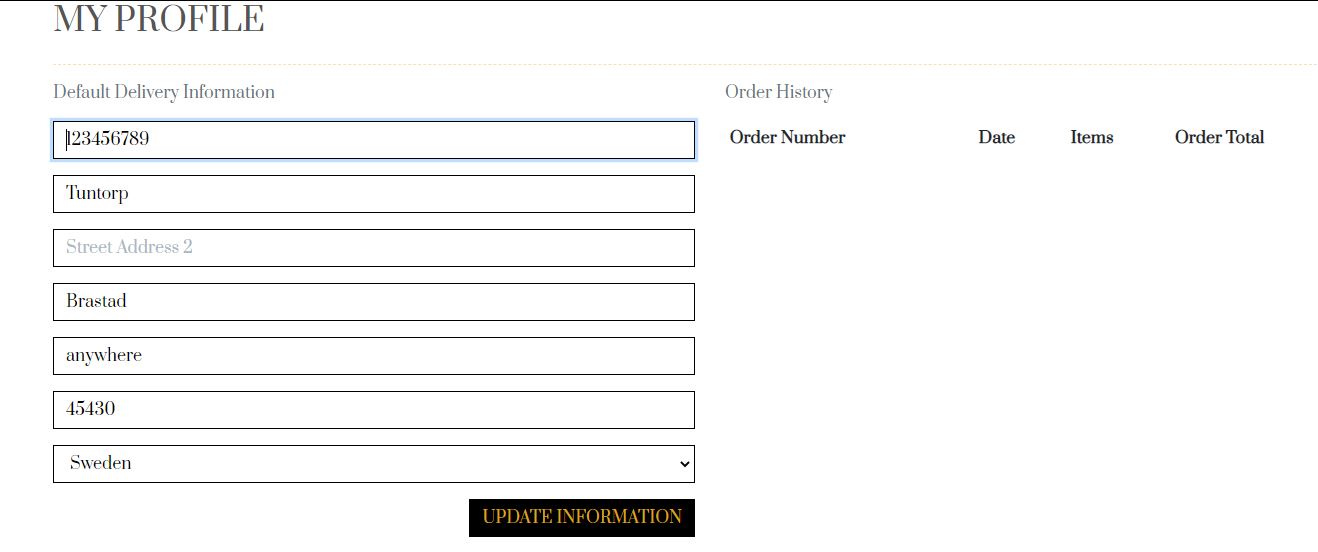 MY PROFILE
Default Delivery Information
123456789
Tuntorp
Street Address 2
Brastad
anywhere
45430
Sweden
UPDATE INFORMATION
Order History
Order Number Date Items Order Total